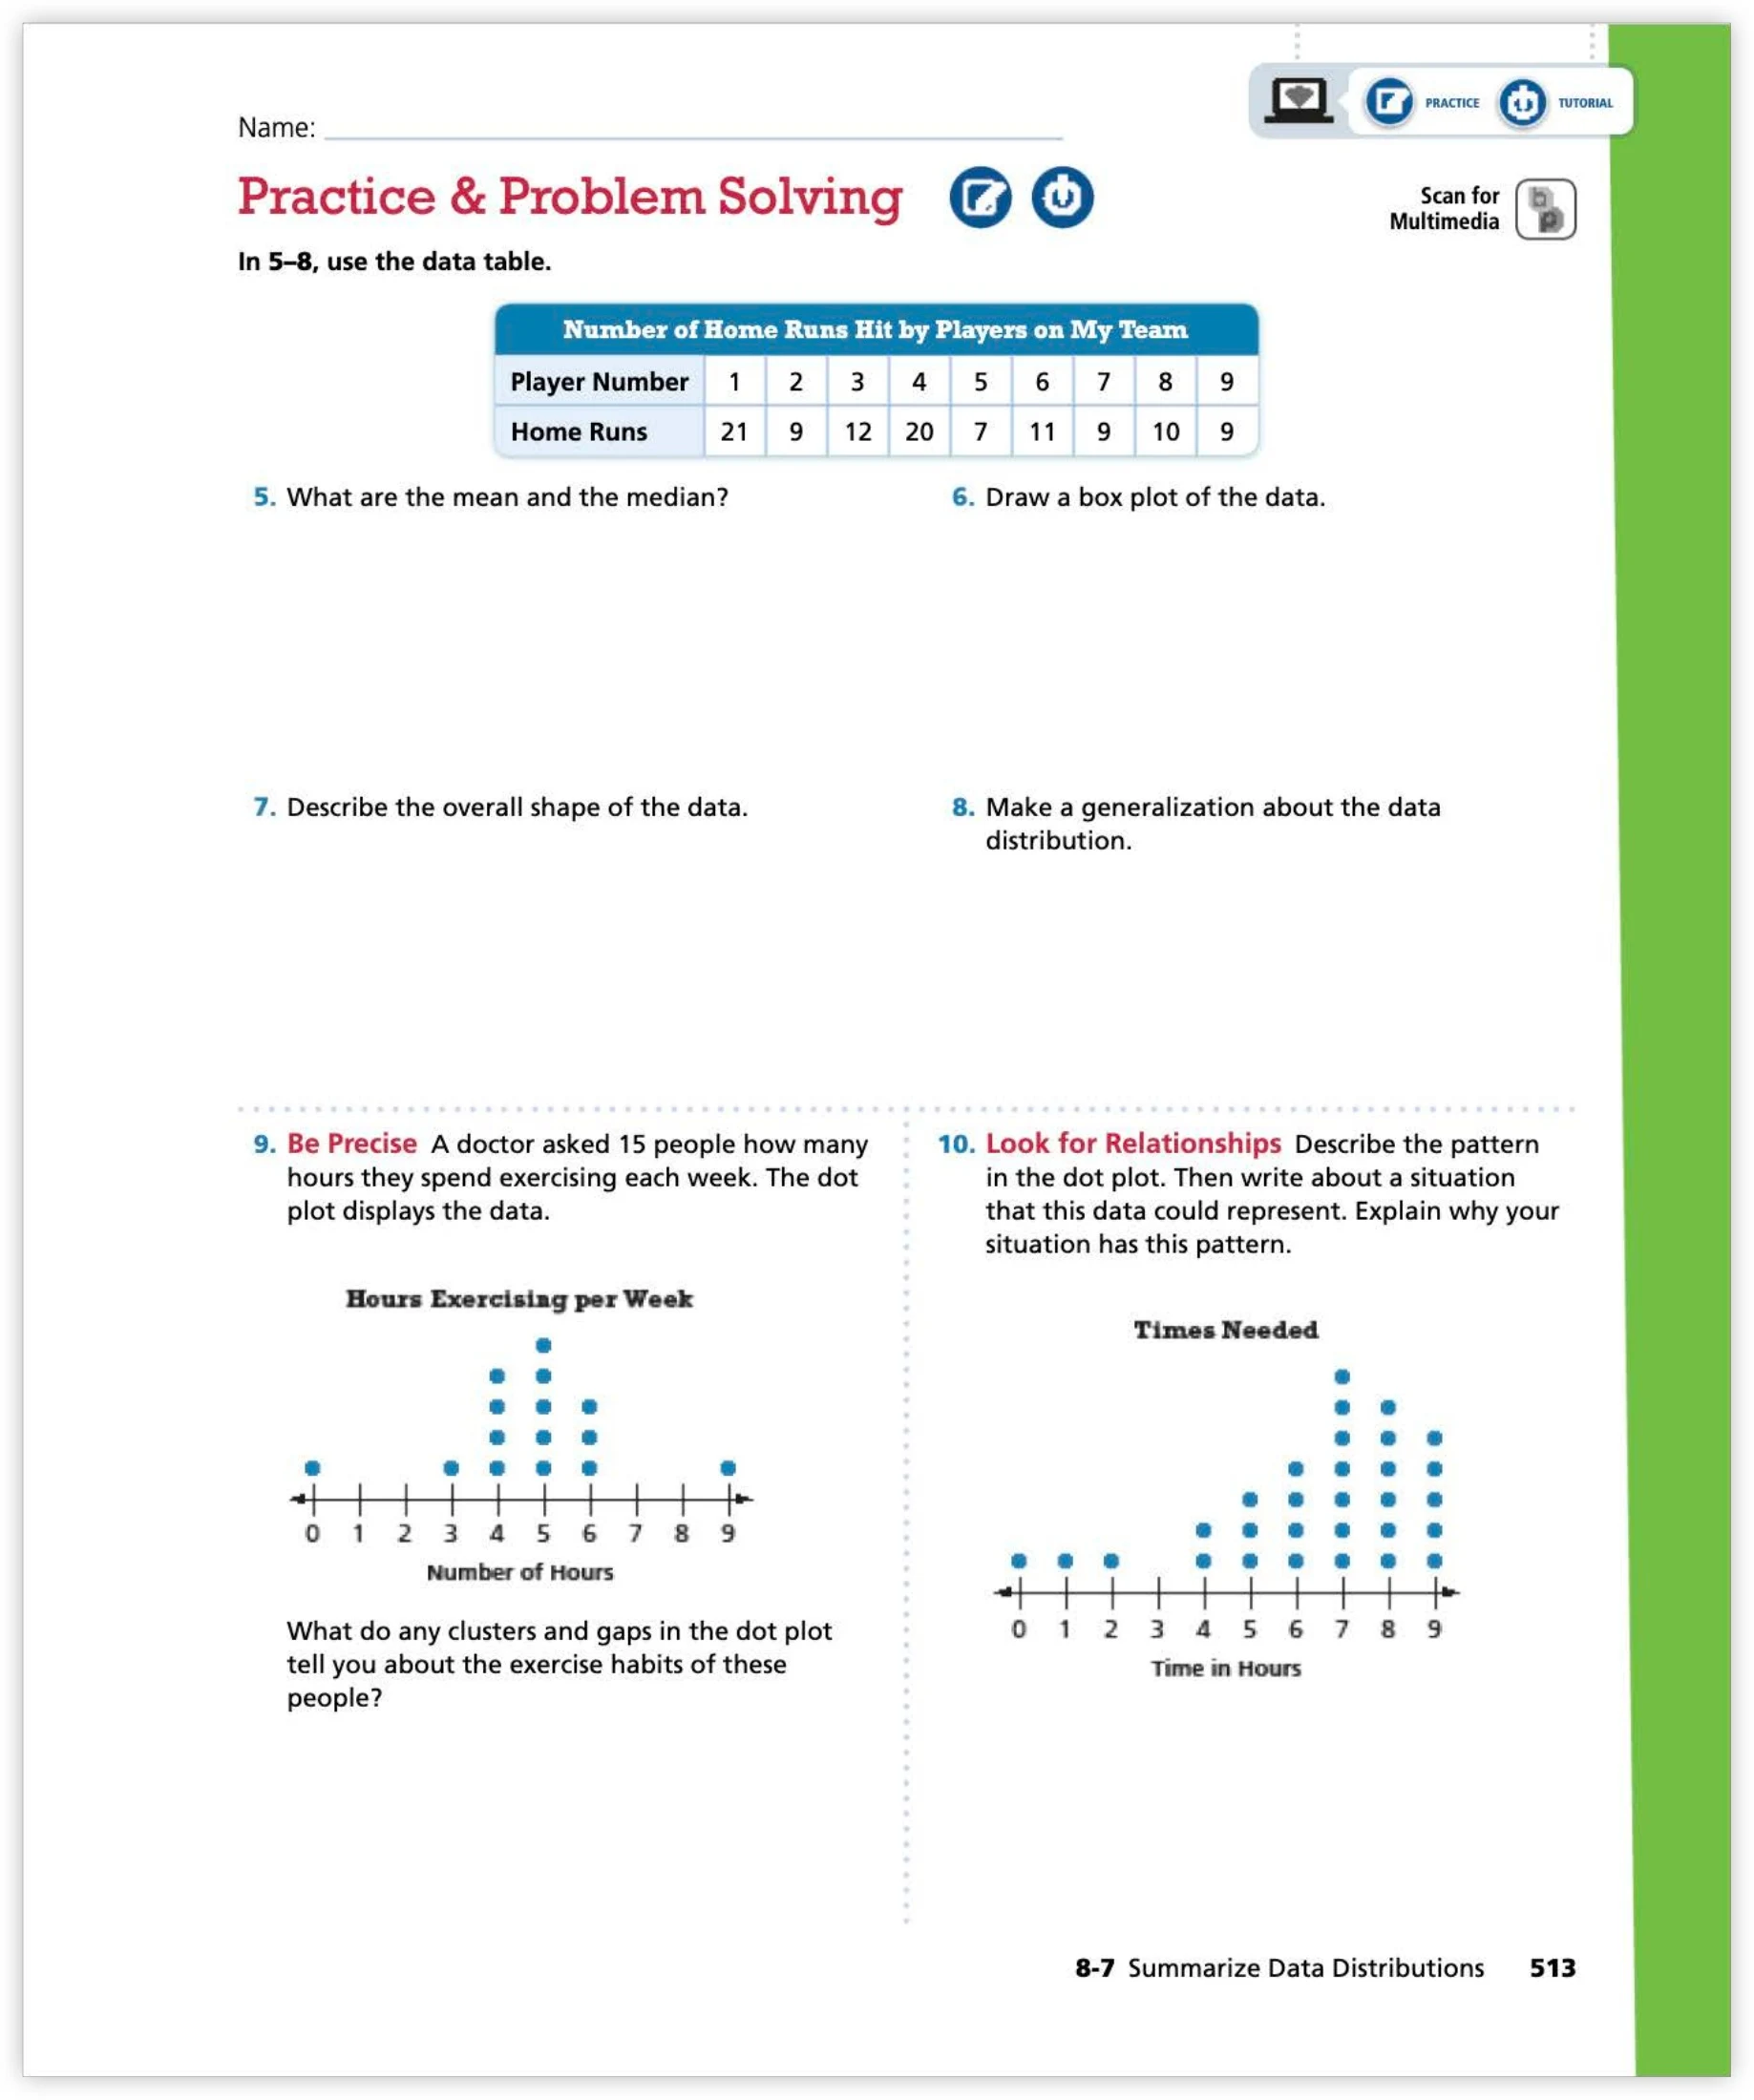 PRACTICE TUTORIAL
Name:
Practice & Problem Solving
Scan for
Multimedia
In 5–8, use the data table.
Number of Home Runs Hit by Players on My Team
Player Number 1 2 3 4 5 6 7 8 9
Home Runs 21 9 12 20 7 11 9 10 9
5. What are the mean and the median?
6. Draw a box plot of the data.
7. Describe the overall shape of the data.
8. Make a generalization about the data
distribution.
9. Be Precise A doctor asked 15 people how many
hours they spend exercising each week. The dot
plot displays the data.
Hours Exercising per Week
0 1 2 3 4 5 6 7 8 9
Number of Hours
What do any clusters and gaps in the dot plot
tell you about the exercise habits of these
people?
10. Look for Relationships Describe the pattern
in the dot plot. Then write about a situation
that this data could represent. Explain why your
situation has this pattern.
Times Needed
0 1 2 3 4 5 6 7 8 9
Time in Hours
8-7 Summarize Data Distributions 513